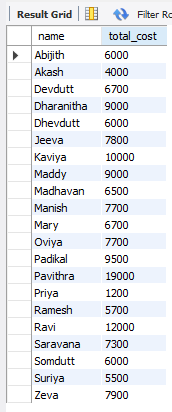 Result Grid Filter Ro
name total_cost
Abijith 6000
Akash 4000
Devdutt 6700
Dharanitha 9000
Dhevdutt 6000
Jeeva 7800
Kaviya 10000
Maddy 9000
Madhavan 6500
Manish 7700
Mary 6700
Oviya 7700
Padikal 9500
Pavithra 19000
Priya 1200
Ramesh 5700
Ravi 12000
Saravana 7300
Somdutt 6000
Suriya 5500
Zeva 7900